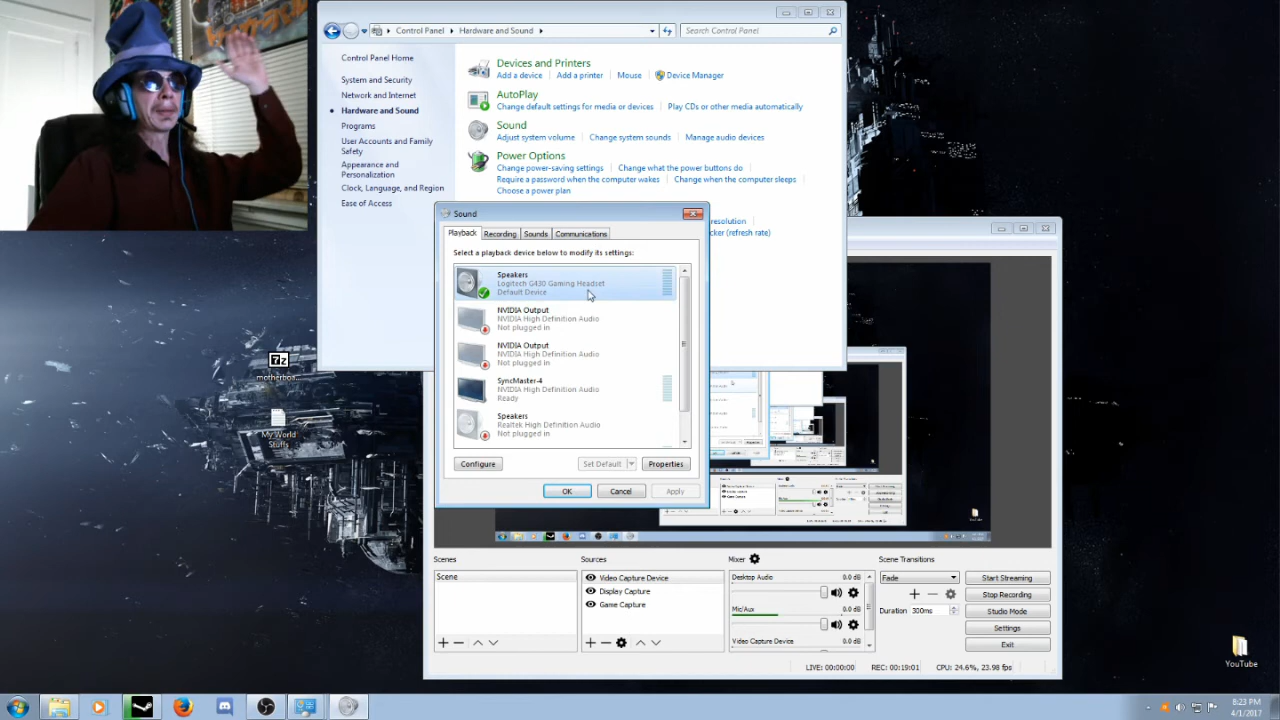 Control Panel
Hardware and Sound
Search Control Panel
Control Panel Home
System and Security
Network and Internet
Hardware and Sound
Programs
User Accounts and Family
Safety
Appearance and
Personalization
Clock, Language, and Region
Ease of Access
Devices and Printers
Add a device
Add a printer
Mouse
Device Manager
AutoPlay
Change default settings for media or devices
Play CDs or other media automatically
Sound
Adjust system volume
Change system sounds
Manage audio devices
Power Options
Change power-saving settings
Change what the power buttons do
Require a password when the computer wakes
Change when the computer sleeps
Choose a power plan
resolution
cker (refresh rate)
Sound
Playback
Recording
Sounds
Communications
Select a playback device below to modify its settings:
Speakers
Logitech G430 Gaming Headset
Default Device
NVIDIA Output
NVIDIA High Definition Audio
Not plugged in
NVIDIA Output
NVIDIA High Definition Audio
Not plugged in
SyncMaster-4
NVIDIA High Definition Audio
Ready
Speakers
Realtek High Definition Audio
Not plugged in
Configure
Set Default
Properties
OK
Cancel
Apply
7z
motherboa...
My World
Stuffs
YouTube
Scenes
Scene
Sources
Video Capture Device
Display Capture
Game Capture
Mixer
Desktop Audio
0.0 dB
Mic/Aux
0.0 dB
Video Capture Device
0.0 dB
Scene Transitions
Fade
Duration
300ms
Start Streaming
Stop Recording
Studio Mode
Settings
Exit
LIVE: 00:00:00
REC: 00:19:01
CPU: 24.6%, 23.98 fps
YouTube
8:23 PM
4/1/2017